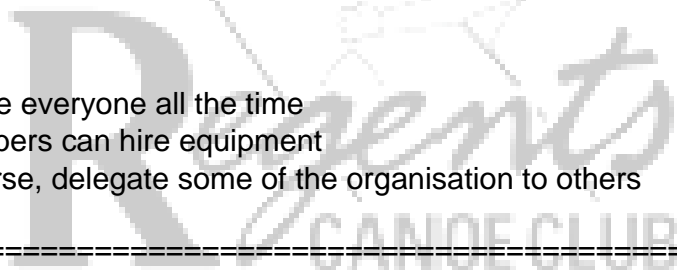 e everyone all the time
bers can hire equipment
rse, delegate some of the organisation to others
Regents
CANOE CLUB
==================================================